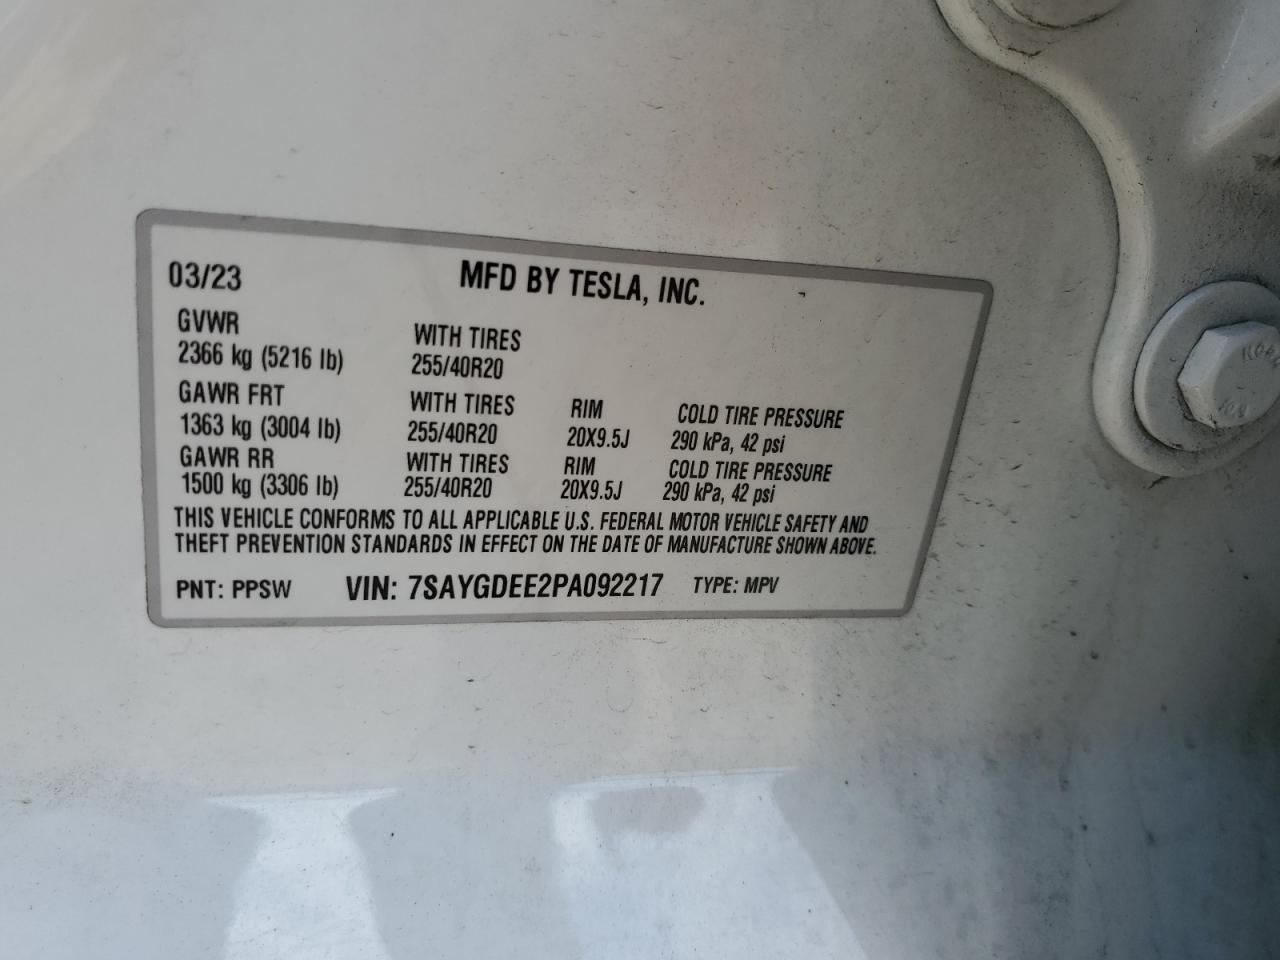 03/23 MFD BY TESLA, INC.
GVWR WITH TIRES
2366 kg (5216 lb) 255/40R20
GAWR FRT WITH TIRES RIM COLD TIRE PRESSURE
1363 kg (3004 lb) 255/40R20 20X9.5J 290 kPa, 42 psi
GAWR RR WITH TIRES RIM COLD TIRE PRESSURE
1500 kg (3306 lb) 255/40R20 20X9.5J 290 kPa, 42 psi
THIS VEHICLE CONFORMS TO ALL APPLICABLE U.S. FEDERAL MOTOR VEHICLE SAFETY AND
THEFT PREVENTION STANDARDS IN EFFECT ON THE DATE OF MANUFACTURE SHOWN ABOVE.
PNT: PPSW VIN: 7SAYGDEE2PA092217 TYPE: MPV